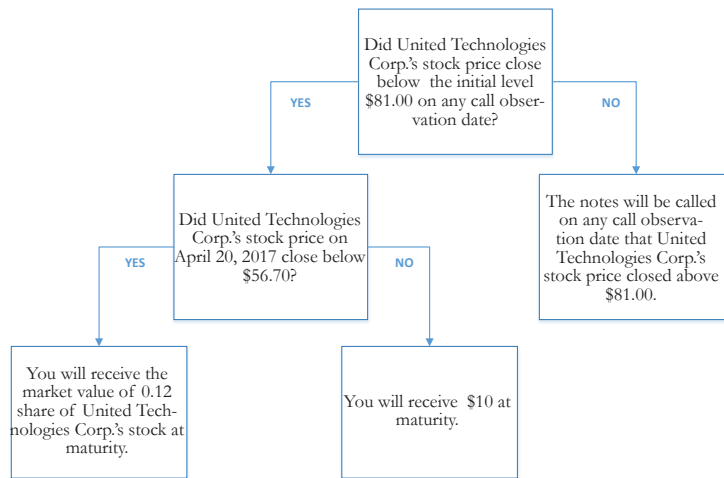 Did United Technologies
Corp.'s stock price close
below the initial level
$81.00 on any call obser-
vation date?
YES
NO
Did United Technologies
Corp.'s stock price on
April 20, 2017 close below
$56.70?
The notes will be called
on any call observa-
tion date that United
Technologies Corp.'s
stock price closed above
$81.00.
YES
NO
You will receive the
market value of 0.12
share of United Tech-
nologies Corp.'s stock at
maturity.
You will receive $10 at
maturity.